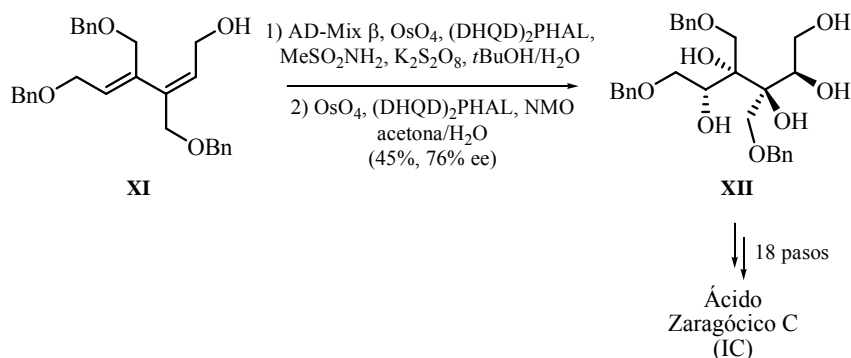 BnO
OH
BnO
OBn
XI
1) AD-Mix β, OsO4, (DHQD)2PHAL,
MeSO2NH2, K2S2O8, tBuOH/H2O
2) OsO4, (DHQD)2PHAL, NMO
acetona/H2O
(45%, 76% ee)
BnO
OH
HO
BnO
OH
OH
OH
OBn
XII
18 pasos
Ácido
Zaragócico C
(IC)